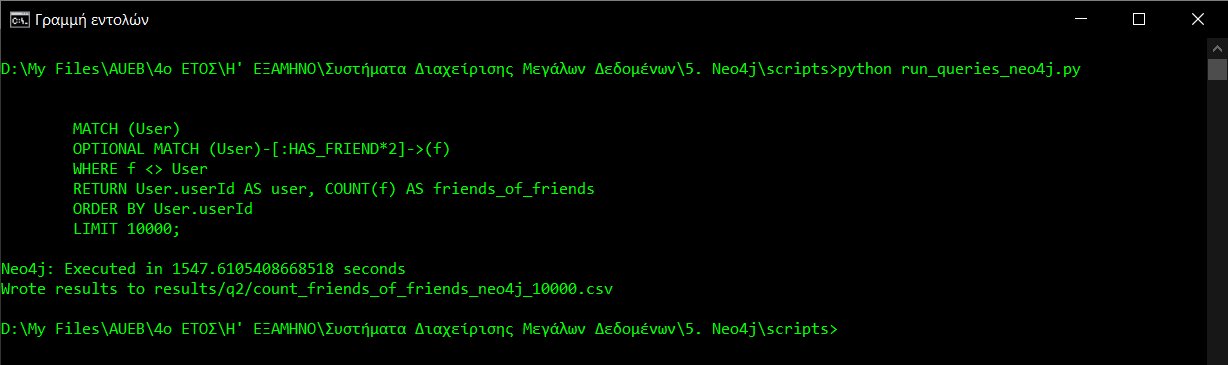 Γραμμή εντολών
D:\My Files\AUEB\4ο ΕΤΟΣ\Η' ΕΞΑΜΗΝΟ\Συστήματα Διαχείρισης Μεγάλων Δεδομένων\5. Neo4j\scripts>python run_queries_neo4j.py
MATCH (User)
OPTIONAL MATCH (User)-[:HAS_FRIEND*2]->(f)
WHERE f <> User
RETURN User.userId AS user, COUNT(f) AS friends_of_friends
ORDER BY User.userId
LIMIT 10000;
Neo4j: Executed in 1547.6105408668518 seconds
Wrote results to results/q2/count_friends_of_friends_neo4j_10000.csv
D:\My Files\AUEB\4ο ΕΤΟΣ\Η' ΕΞΑΜΗΝΟ\Συστήματα Διαχείρισης Μεγάλων Δεδομένων\5. Neo4j\scripts>